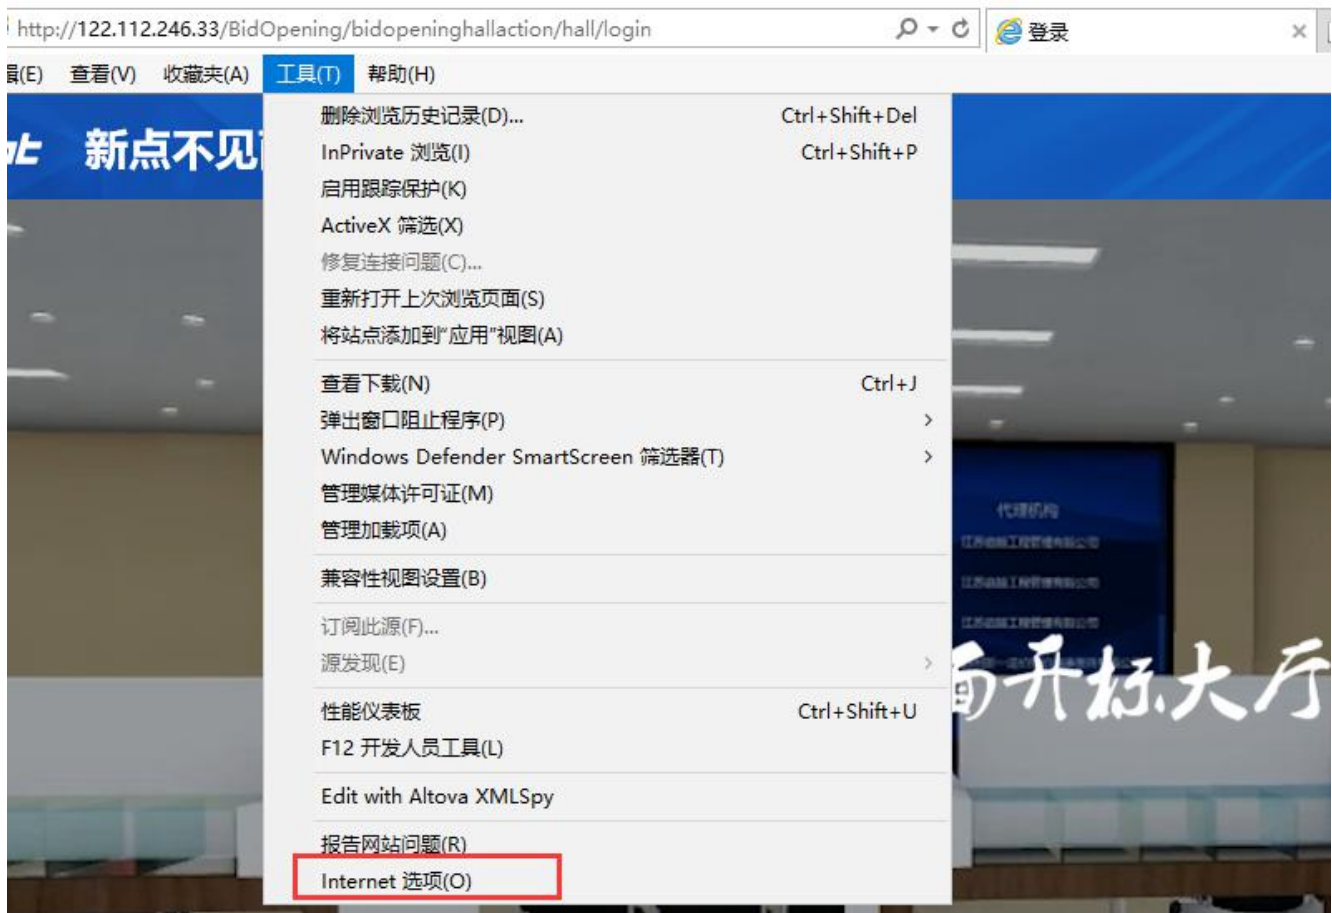 http://122.112.246.33/BidOpening/bidopeninghallaction/hall/login
登录
辑(E) 查看(V) 收藏夹(A) 工具(T) 帮助(H)
新点不见
删除浏览历史记录(D)... Ctrl+Shift+Del
InPrivate 浏览(I) Ctrl+Shift+P
启用跟踪保护(K)
ActiveX 筛选(X)
修复连接问题(C)...
重新打开上次浏览页面(S)
将站点添加到“应用”视图(A)
查看下载(N) Ctrl+J
弹出窗口阻止程序(P)
Windows Defender SmartScreen 筛选器(T)
管理媒体许可证(M)
管理加载项(A)
兼容性视图设置(B)
订阅此源(F)...
源发现(E)
性能仪表板 Ctrl+Shift+U
F12 开发人员工具(L)
Edit with Altova XMLSpy
报告网站问题(R)
Internet 选项(O)
代理机构
面开标大厅